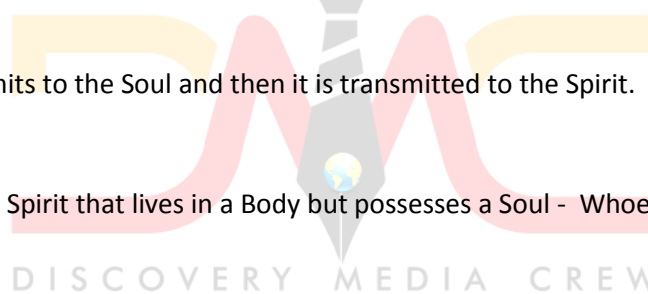 nits to the Soul and then it is transmitted to the Spirit.
Spirit that lives in a Body but possesses a Soul - Whoe
DISCOVERY MEDIA CREW